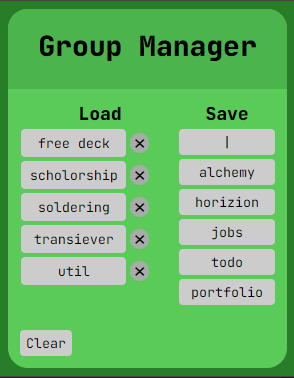 Group Manager
Load
Save
free deck
scholorship
soldering
transiever
util
alchemy
horizion
jobs
todo
portfolio
Clear